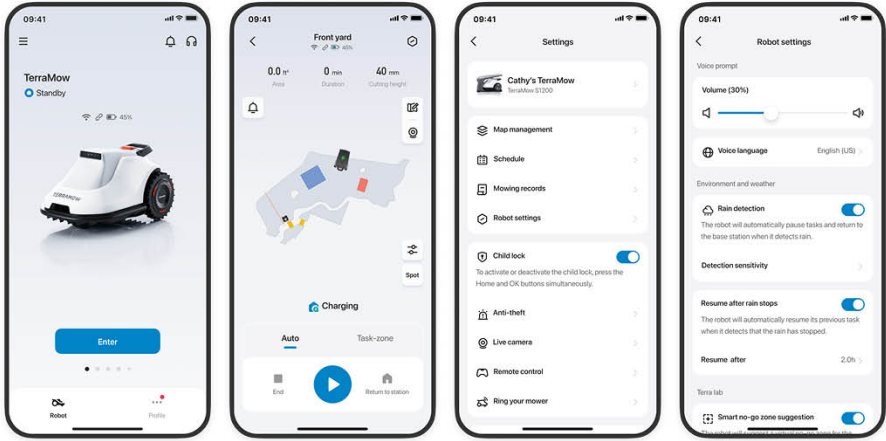 09:41
TerraMow
Standby
45%
TERRAMOW
Enter
Robot
Profile
09:41
Front yard
45%
0.0 ft²
Area
0 min
Duration
40 mm
Cutting height
Spot
Charging
Auto
Task-zone
End
Return to station
09:41
Settings
Cathy's TerraMow
TerraMow S1200
Map management
Schedule
Mowing records
Robot settings
Child lock
To activate or deactivate the child lock, press the
Home and OK buttons simultaneously.
Anti-theft
Live camera
Remote control
Ring your mower
09:41
Robot settings
Voice prompt
Volume (30%)
Voice language
English (US)
Environment and weather
Rain detection
The robot will automatically pause tasks and return to
the base station when it detects rain.
Detection sensitivity
Resume after rain stops
The robot will automatically resume its previous task
when it detects that the rain has stopped.
Resume after
2.0h
Terra lab
Smart no-go zone suggestion